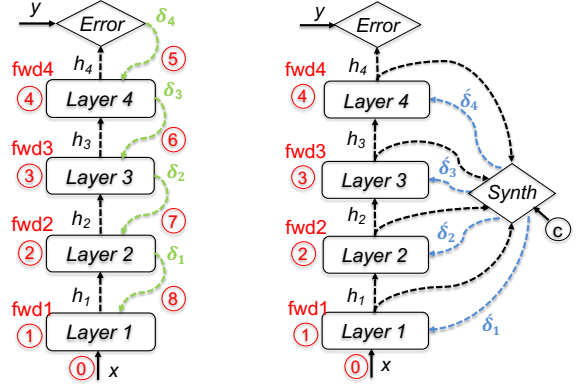 y
Error
δ₄
h₄
⑤
fwd4
④
Layer 4
δ₃
h₃
⑥
fwd3
③
Layer 3
δ₂
h₂
⑦
fwd2
②
Layer 2
δ₁
h₁
⑧
fwd1
①
Layer 1
⓪
x
y
Error
h₄
fwd4
④
Layer 4
δ́₄
h₃
fwd3
③
Layer 3
δ́₃
Synth
h₂
fwd2
②
Layer 2
δ́₂
ⓒ
h₁
fwd1
①
Layer 1
δ́₁
⓪
x